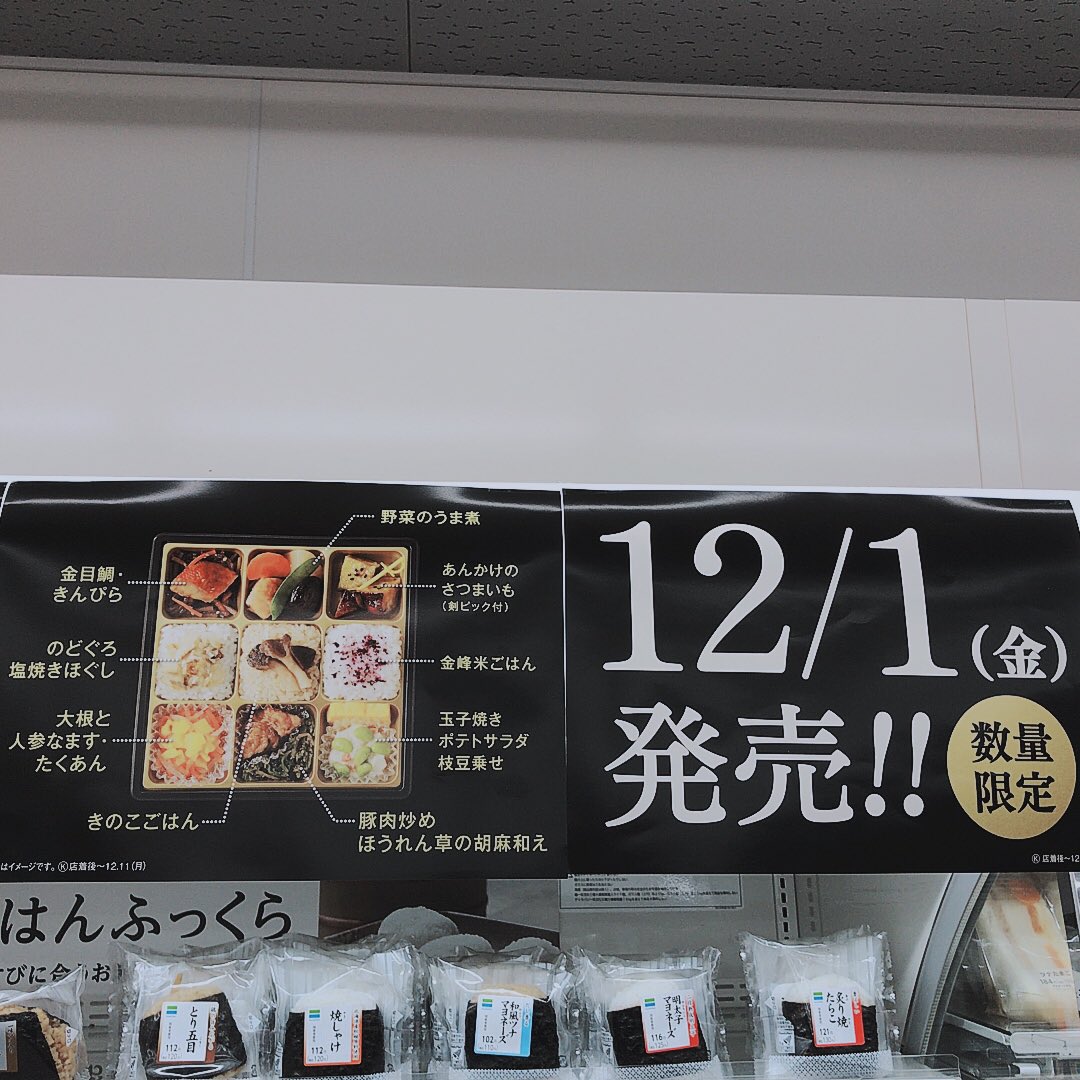 野菜のうま煮
金目鯛・
きんぴら
あんかけの
さつまいも
(剣ピック付)
のどぐろ
塩焼きほぐし
金峰米ごはん
大根と
人参なます・
たくあん
玉子焼き
ポテトサラダ
枝豆乗せ
きのこごはん
豚肉炒め
ほうれん草の胡麻和え
はイメージです。Ⓚ店着後〜12.11(月)
12/1(金)
発売!!
数量
限定
Ⓚ店着後〜12
はんふっくら
とり五目
112
焼しゃけ
112
和風ツナ
マヨネーズ
102
明太子
マヨネーズ
116
炙り焼
たらこ
121